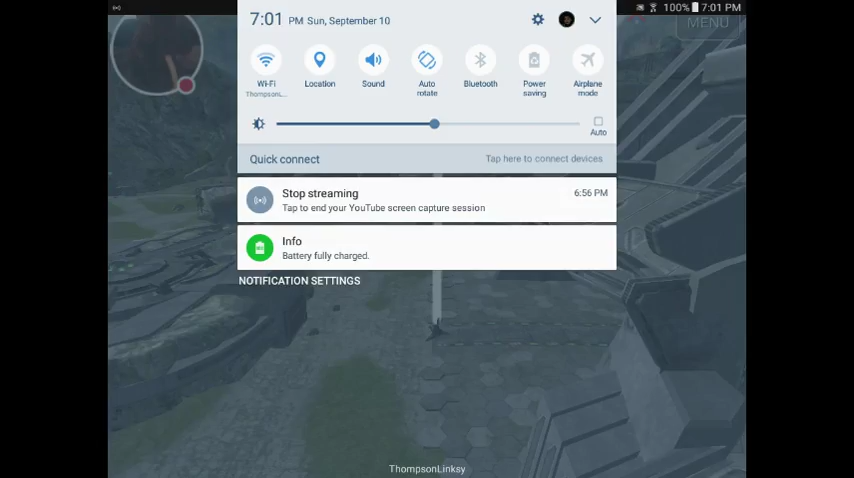 100% 7:01 PM
7:01 PM Sun, September 10
MENU
Wi-Fi
ThompsonL...
Location
Sound
Auto
rotate
Bluetooth
Power
saving
Airplane
mode
Auto
Quick connect
Tap here to connect devices
Stop streaming
6:56 PM
Tap to end your YouTube screen capture session
Info
Battery fully charged.
NOTIFICATION SETTINGS
ThompsonLinksy